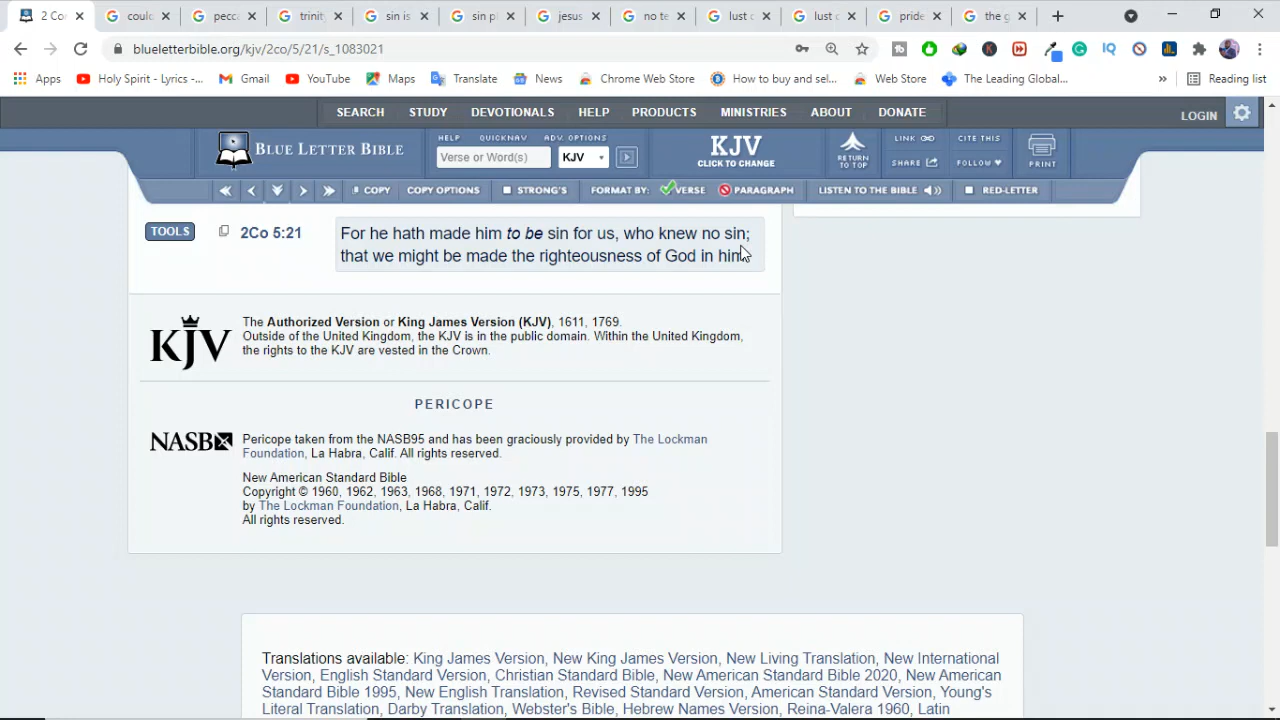 2 Co
could
pecca
trinity
sin is
sin p
jesus
no te
lust c
lust c
pride
the g
blueletterbible.org/kjv/2co/5/21/s_1083021
Apps
Holy Spirit - Lyrics -...
Gmail
YouTube
Maps
Translate
News
Chrome Web Store
How to buy and sel...
Web Store
The Leading Global...
»
Reading list
SEARCH STUDY DEVOTIONALS HELP PRODUCTS MINISTRIES ABOUT DONATE
LOGIN
BLUE LETTER BIBLE
HELP QUICKNAV ADV. OPTIONS
Verse or Word(s)
KJV
KJV
CLICK TO CHANGE
RETURN
TO TOP
LINK
CITE THIS
SHARE
FOLLOW
PRINT
COPY COPY OPTIONS STRONG'S FORMAT BY: VERSE PARAGRAPH LISTEN TO THE BIBLE RED-LETTER
TOOLS
2Co 5:21
For he hath made him to be sin for us, who knew no sin;
that we might be made the righteousness of God in him.
KJV
The Authorized Version or King James Version (KJV), 1611, 1769.
Outside of the United Kingdom, the KJV is in the public domain. Within the United Kingdom,
the rights to the KJV are vested in the Crown.
PERICOPE
NASB
Pericope taken from the NASB95 and has been graciously provided by The Lockman
Foundation, La Habra, Calif. All rights reserved.
New American Standard Bible
Copyright © 1960, 1962, 1963, 1968, 1971, 1972, 1973, 1975, 1977, 1995
by The Lockman Foundation, La Habra, Calif.
All rights reserved.
Translations available: King James Version, New King James Version, New Living Translation, New International
Version, English Standard Version, Christian Standard Bible, New American Standard Bible 2020, New American
Standard Bible 1995, New English Translation, Revised Standard Version, American Standard Version, Young's
Literal Translation, Darby Translation, Webster's Bible, Hebrew Names Version, Reina-Valera 1960, Latin